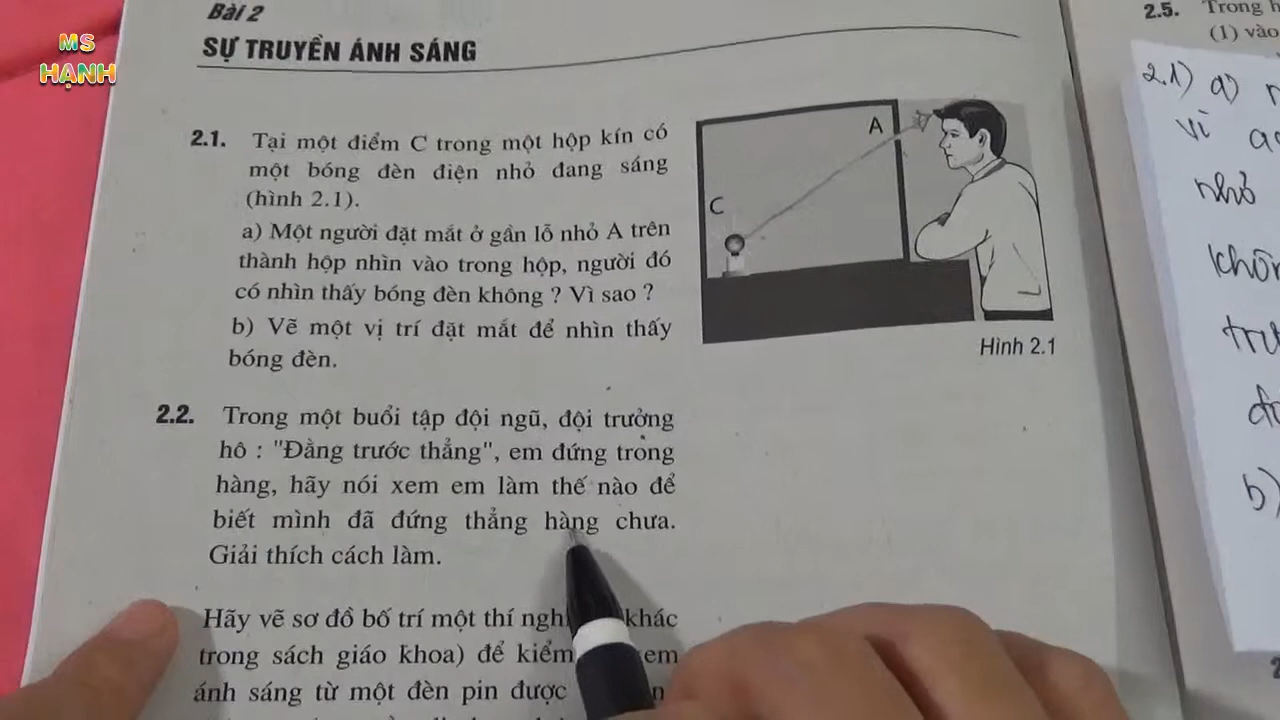 MS
HẠNH
Bài 2
SỰ TRUYỀN ÁNH SÁNG
2.1. Tại một điểm C trong một hộp kín có
một bóng đèn điện nhỏ đang sáng
(hình 2.1).
a) Một người đặt mắt ở gần lỗ nhỏ A trên
thành hộp nhìn vào trong hộp, người đó
có nhìn thấy bóng đèn không ? Vì sao ?
b) Vẽ một vị trí đặt mắt để nhìn thấy
bóng đèn.
A
C
Hình 2.1
2.2. Trong một buổi tập đội ngũ, đội trưởng
hô : "Đằng trước thẳng", em đứng trong
hàng, hãy nói xem em làm thế nào để
biết mình đã đứng thẳng hàng chưa.
Giải thích cách làm.
Hãy vẽ sơ đồ bố trí một thí khác
trong sách giáo khoa) để kiểm
ánh sáng từ một đèn pin được
2.5. Trong
(1) vào
2.1) a)
vì
nhỏ
b)